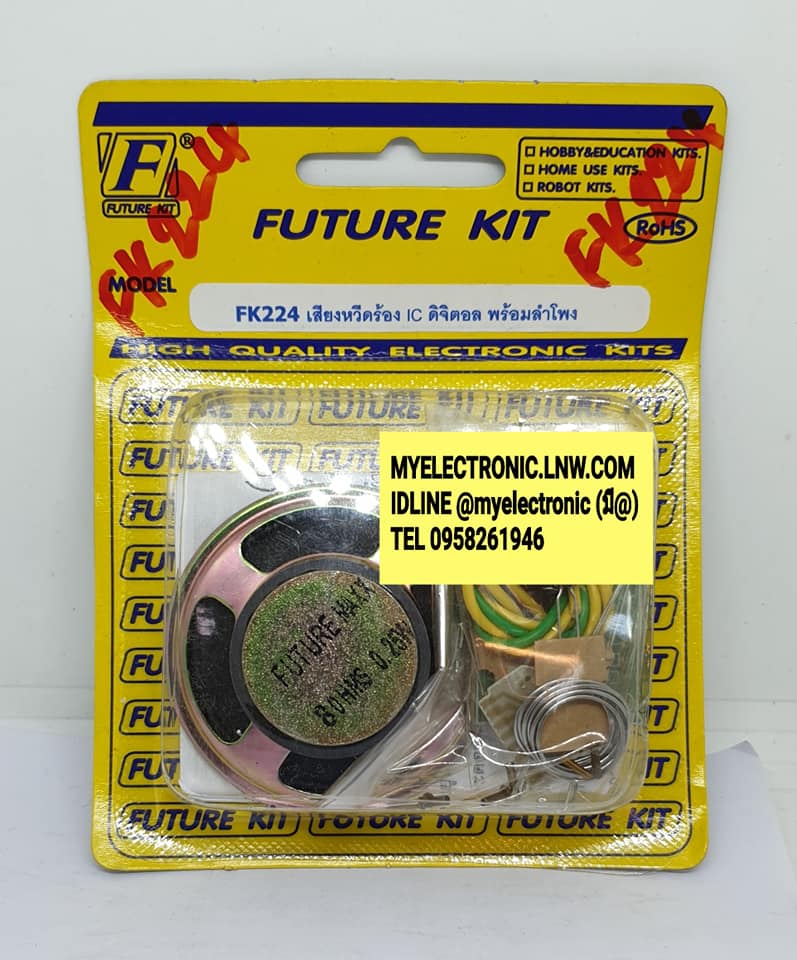 F ®
FUTURE KIT
FK224
HOBBY&EDUCATION KITS.
HOME USE KITS.
ROBOT KITS.
FUTURE KIT
FK224
RoHS
MODEL
FK224 เสียงหวีดร้อง IC ดิจิตอล พร้อมลำโพง
HIGH QUALITY ELECTRONIC KITS
FUTURE KIT FUTURE KIT FUTURE KIT
MYELECTRONIC.LNW.COM
IDLINE @myelectronic (มี@)
TEL 0958261946
FUTURE
8 OHMS 0.25W
FUTURE KIT FUTURE KIT FUTURE KIT